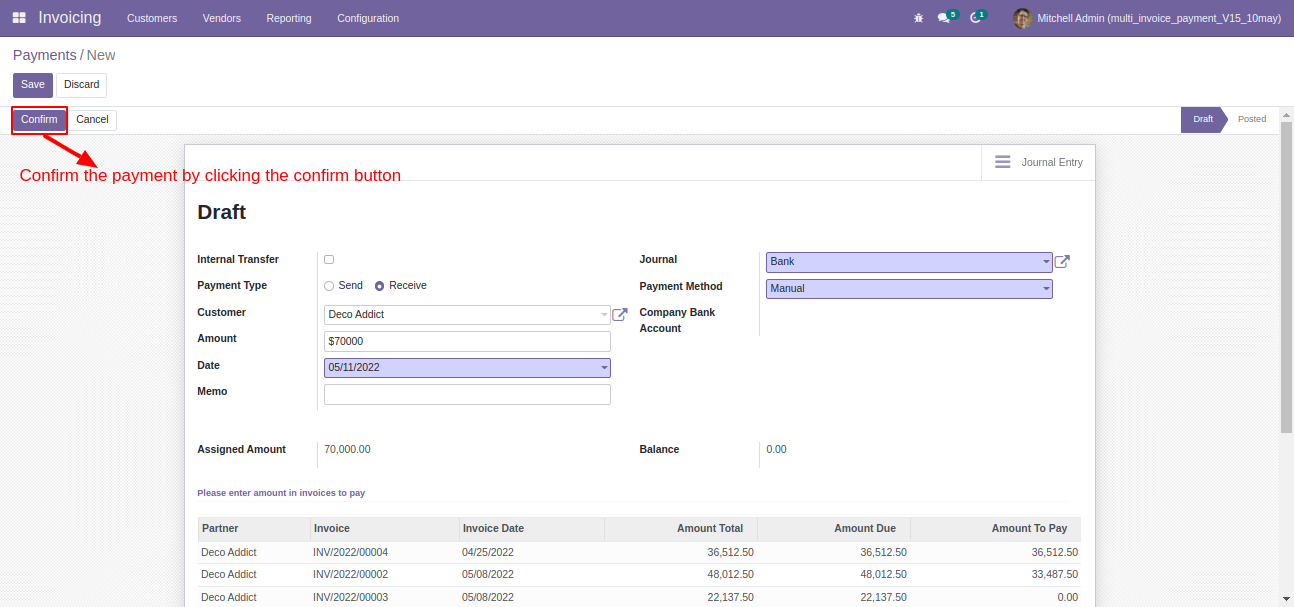 Invoicing Customers Vendors Reporting Configuration 5 1 Mitchell Admin (multi_invoice_payment_V15_10may)
Payments / New
Save Discard
Confirm Cancel Draft Posted
Confirm the payment by clicking the confirm button
Journal Entry
Draft
Internal Transfer
Journal Bank
Payment Type Send Receive
Payment Method Manual
Customer Deco Addict
Company Bank
Account
Amount $70000
Date 05/11/2022
Memo
Assigned Amount 70,000.00 Balance 0.00
Please enter amount in invoices to pay
Partner Invoice Invoice Date Amount Total Amount Due Amount To Pay
Deco Addict INV/2022/00004 04/25/2022 36,512.50 36,512.50 36,512.50
Deco Addict INV/2022/00002 05/08/2022 48,012.50 48,012.50 33,487.50
Deco Addict INV/2022/00003 05/08/2022 22,137.50 22,137.50 0.00